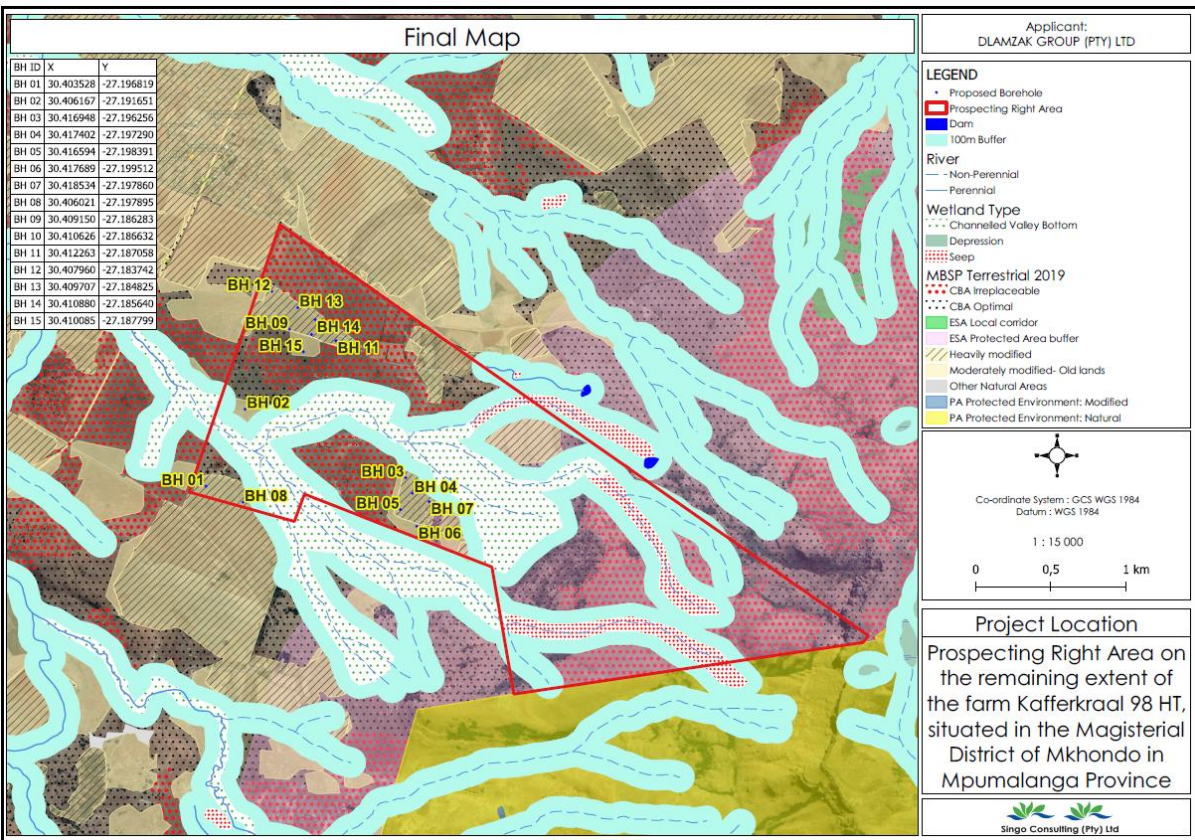 Final Map
BH ID X Y
BH 01 30.403528 -27.196819
BH 02 30.406167 -27.191651
BH 03 30.416948 -27.196256
BH 04 30.417402 -27.197290
BH 05 30.416594 -27.198391
BH 06 30.417689 -27.199512
BH 07 30.418534 -27.197860
BH 08 30.406021 -27.197895
BH 09 30.409150 -27.186283
BH 10 30.410626 -27.186632
BH 11 30.412263 -27.187058
BH 12 30.407960 -27.183742
BH 13 30.409707 -27.184825
BH 14 30.410880 -27.185640
BH 15 30.410085 -27.187799
BH 12
BH 13
BH 09
BH 14
BH 15
BH 11
BH 02
BH 03
BH 01
BH 04
BH 08
BH 05
BH 07
BH 06
Applicant:
DLAMZAK GROUP (PTY) LTD
LEGEND
Proposed Borehole
Prospecting Right Area
Dam
100m Buffer
River
Non-Perennial
Perennial
Wetland Type
Channelled Valley Bottom
Depression
Seep
MBSP Terrestrial 2019
CBA Irreplaceable
CBA Optimal
ESA Local corridor
ESA Protected Area buffer
Heavily modified
Moderately modified- Old lands
Other Natural Areas
PA Protected Environment: Modified
PA Protected Environment: Natural
Co-ordinate System : GCS WGS 1984
Datum : WGS 1984
1 : 15 000
0 0,5 1 km
Project Location
Prospecting Right Area on
the remaining extent of
the farm Kafferkraal 98 HT,
situated in the Magisterial
District of Mkhondo in
Mpumalanga Province
Singo Consulting (Pty) Ltd